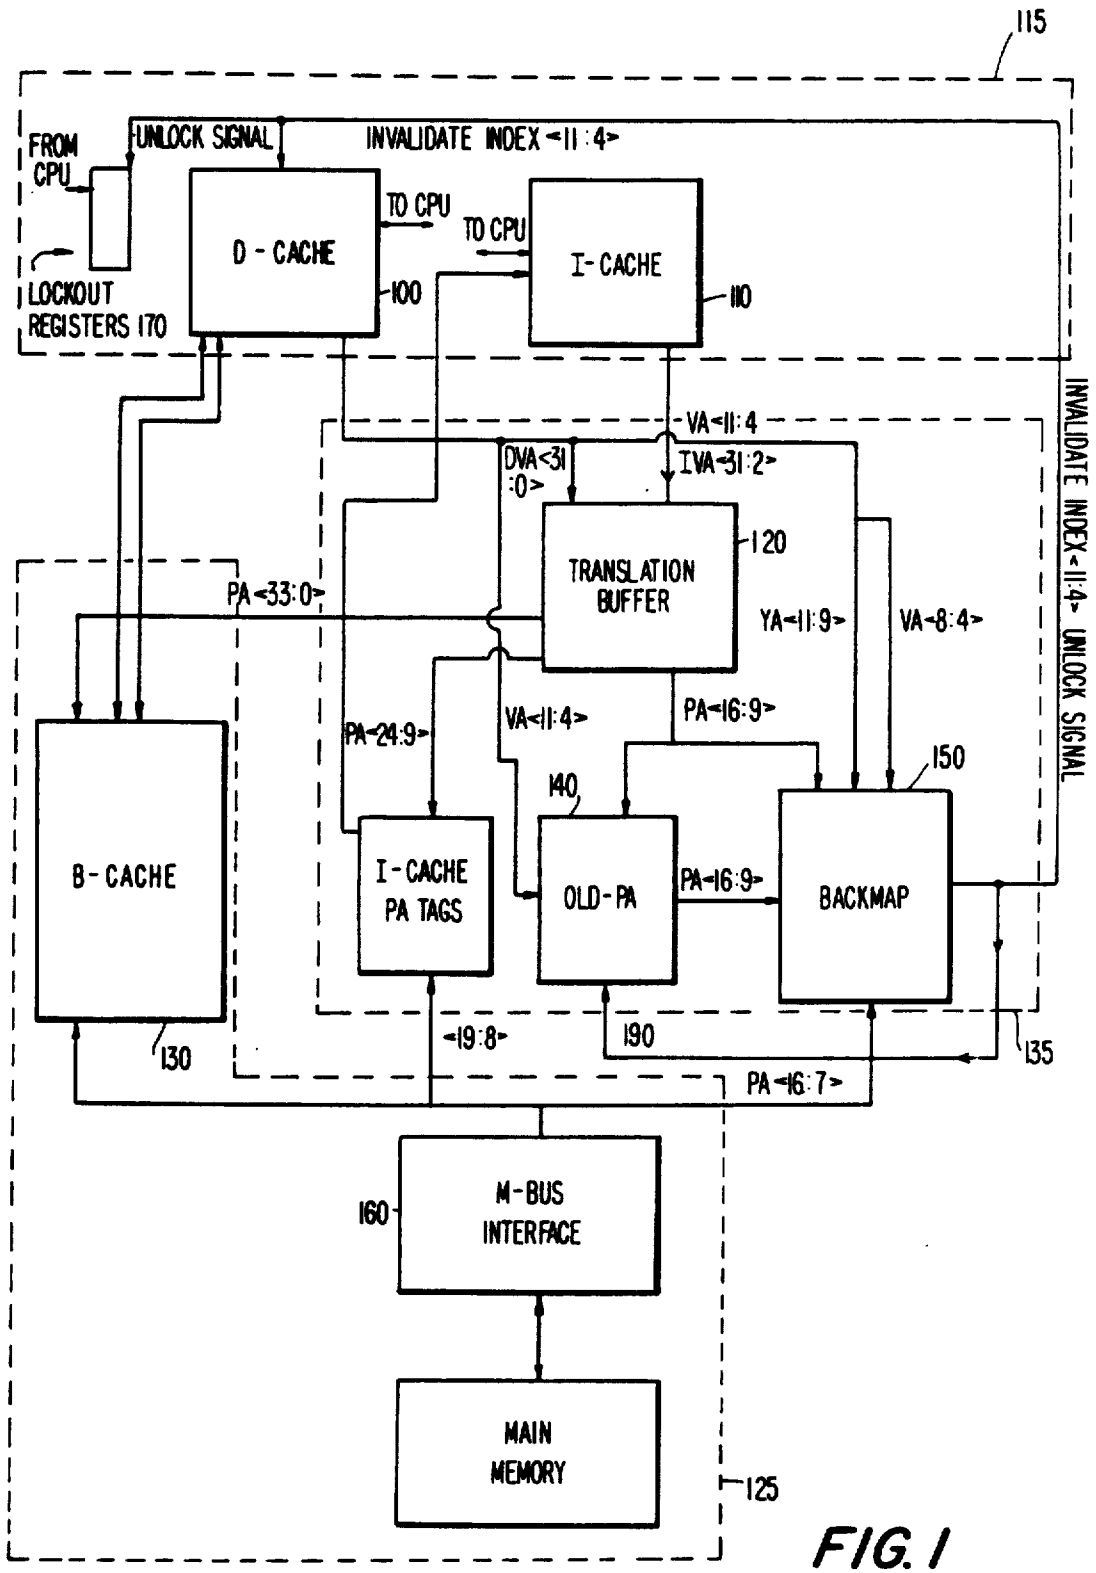 115
FROM
CPU
UNLOCK SIGNAL
INVALIDATE INDEX <11:4>
TO CPU
TO CPU
D-CACHE
I-CACHE
100
110
LOCKOUT
REGISTERS 170
VA<11:4
DVA<31
:0>
IVA<31:2>
INVALIDATE INDEX<11:4> UNLOCK SIGNAL
120
TRANSLATION
BUFFER
PA<33:0>
YA<11:9>
VA<8:4>
PA<24:9>
VA<11:4>
PA<16:9>
150
140
B-CACHE
I-CACHE
PA TAGS
OLD-PA
PA<16:9>
BACKMAP
130
<19:8>
190
135
PA<16:7>
160
M-BUS
INTERFACE
MAIN
MEMORY
125
FIG. 1